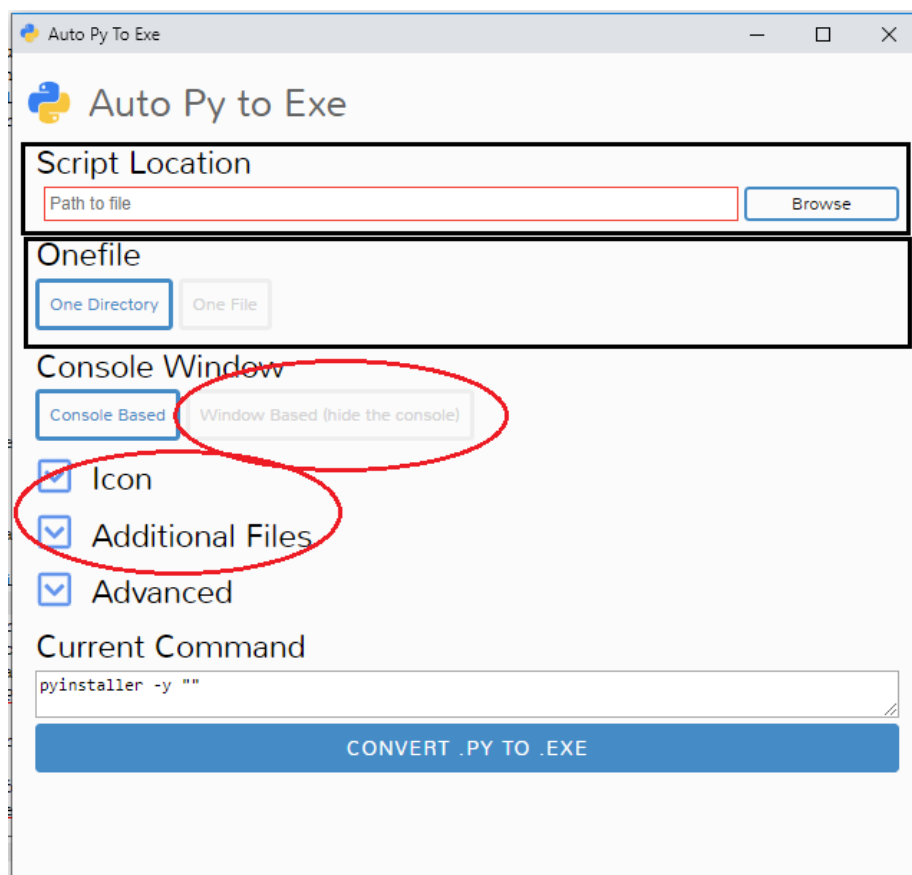 Auto Py To Exe
Auto Py to Exe
Script Location
Path to file Browse
Onefile
One Directory One File
Console Window
Console Based Window Based (hide the console)
Icon
Additional Files
Advanced
Current Command
pyinstaller -y ""
CONVERT .PY TO .EXE